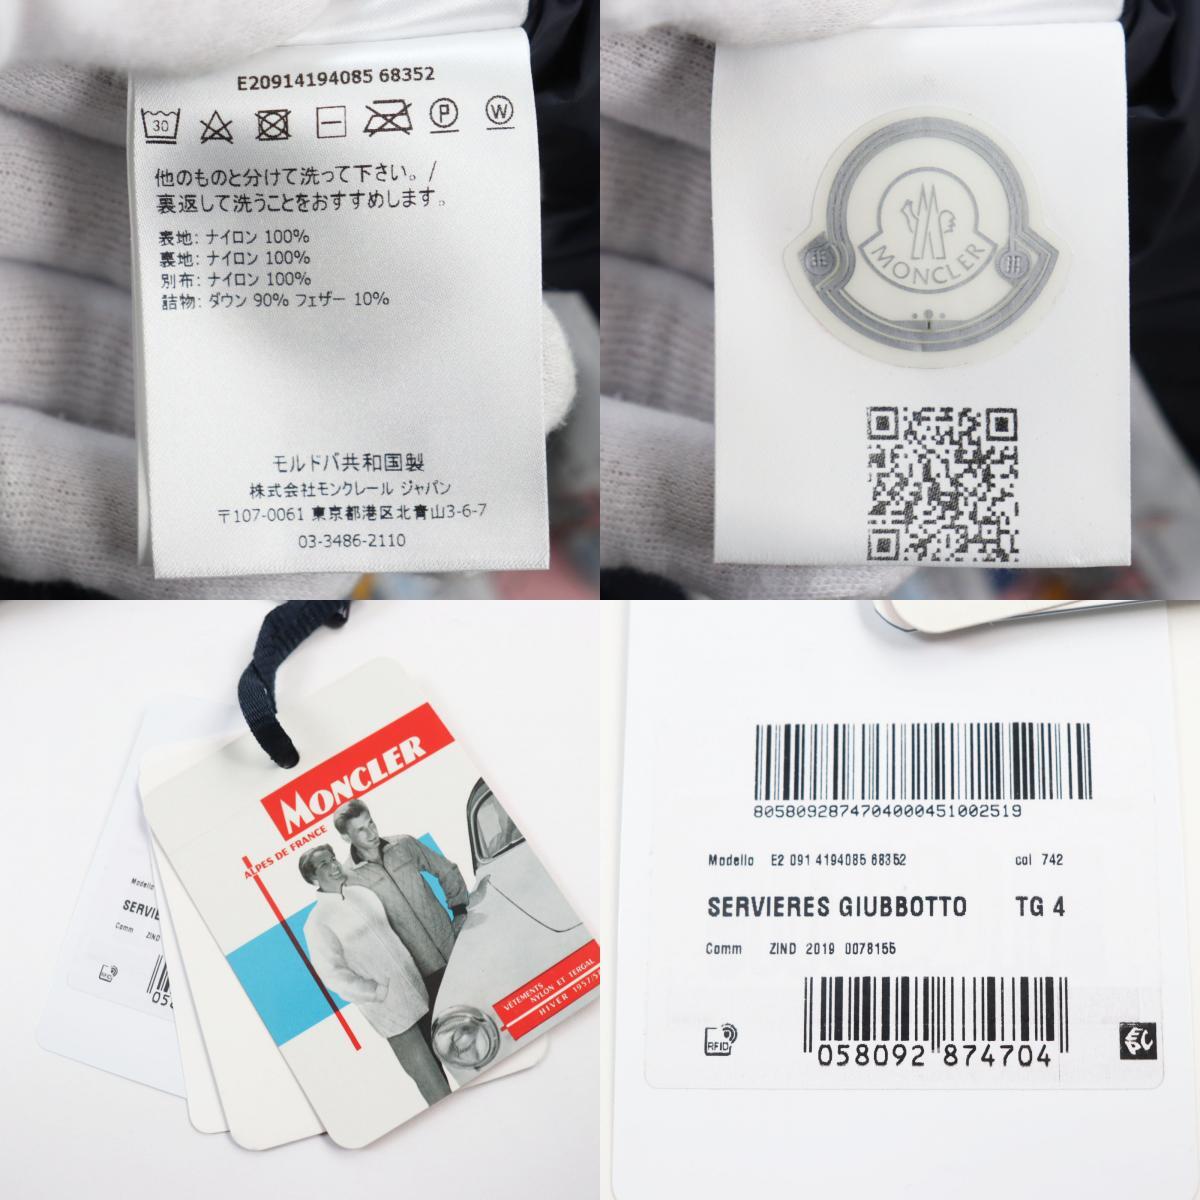 E20914194085 68352
30
P
W
他のものと分けて洗って下さい。/
裏返して洗うことをおすすめします。
表地: ナイロン 100%
裏地: ナイロン 100%
別布: ナイロン 100%
詰物: ダウン 90% フェザー 10%
モルドバ共和国製
株式会社モンクレール ジャパン
〒107-0061 東京都港区北青山3-6-7
03-3486-2110
MONCLER
MONCLER
ALPES DE FRANCE
VÊTEMENTS
NYLON ET TERGAL
HIVER 1957/5
Modello
SERVIE
Comm ZIND
RFID
05
8058092874704000451002519
Modello E2 091 4194085 68352 col 742
SERVIERES GIUBBOTTO TG 4
Comm ZIND 2019 0078155
RFID
058092 874704